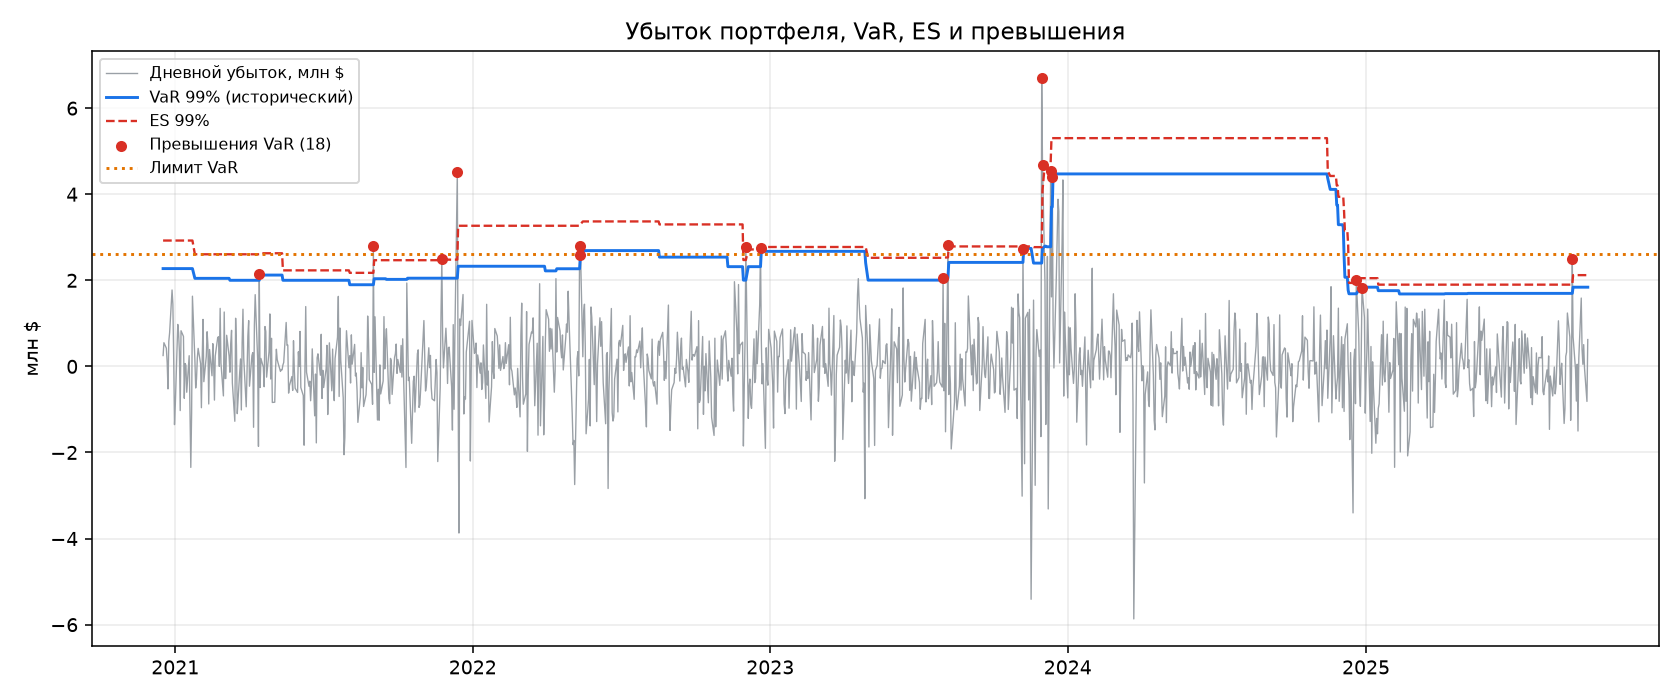 Убыток портфеля, VaR, ES и превышения
Дневной убыток, млн $
VaR 99% (исторический)
ES 99%
Превышения VaR (18)
Лимит VaR
млн $
6
4
2
0
−2
−4
−6
2021
2022
2023
2024
2025